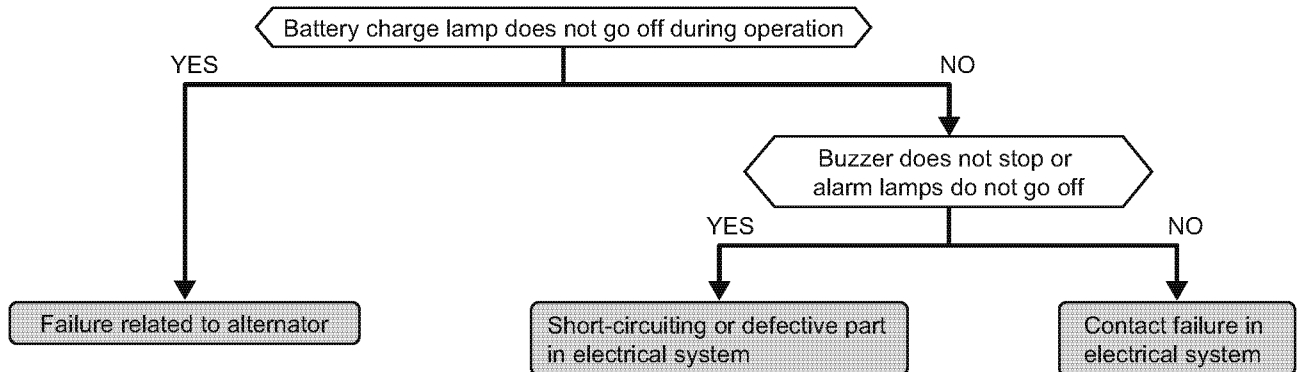 Battery charge lamp does not go off during operation
YES
NO
Buzzer does not stop or
alarm lamps do not go off
YES
NO
Failure related to alternator
Short-circuiting or defective part
in electrical system
Contact failure in
electrical system